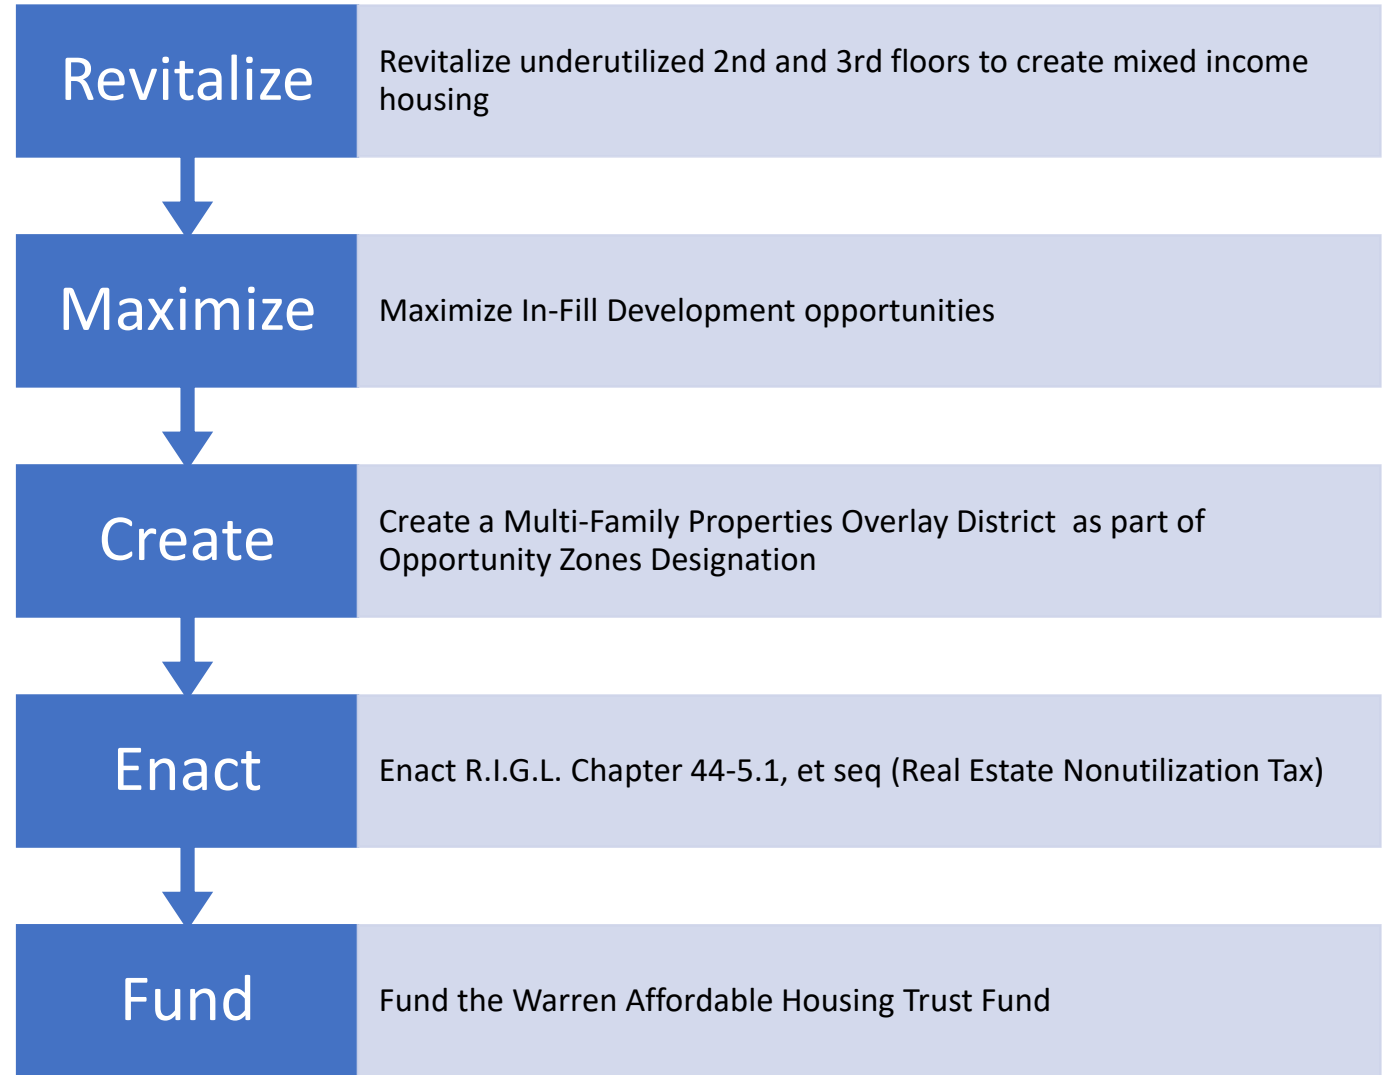 Revitalize
Revitalize underutilized 2nd and 3rd floors to create mixed income
housing
Maximize
Maximize In-Fill Development opportunities
Create
Create a Multi-Family Properties Overlay District  as part of
Opportunity Zones Designation
Enact
Enact R.I.G.L. Chapter 44-5.1, et seq (Real Estate Nonutilization Tax)
Fund
Fund the Warren Affordable Housing Trust Fund